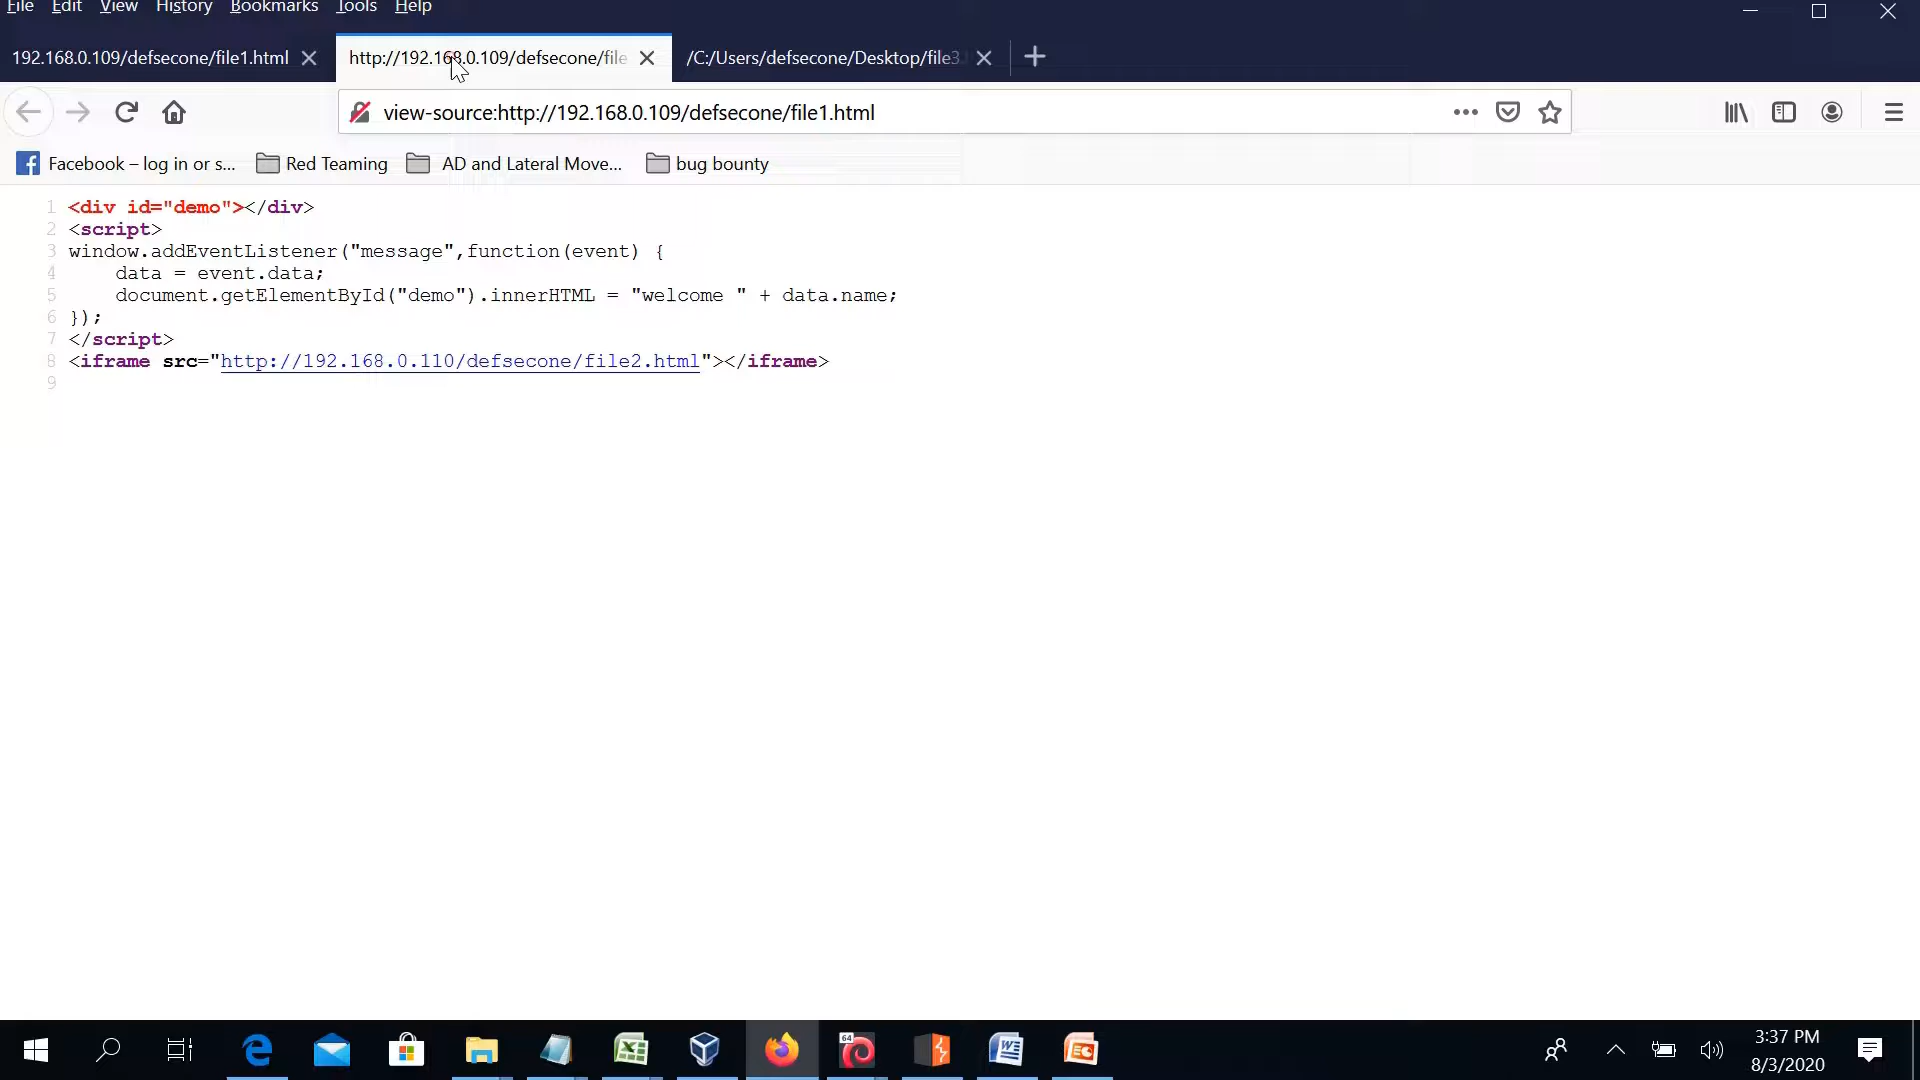 File Edit View History Bookmarks Tools Help
192.168.0.109/defsecone/file1.html http://192.168.0.109/defsecone/file /C:/Users/defsecone/Desktop/file3
view-source:http://192.168.0.109/defsecone/file1.html
Facebook – log in or s... Red Teaming AD and Lateral Move... bug bounty
1 <div id="demo"></div>
2 <script>
3 window.addEventListener("message",function(event) {
4     data = event.data;
5     document.getElementById("demo").innerHTML = "welcome " + data.name;
6 });
7 </script>
8 <iframe src="http://192.168.0.110/defsecone/file2.html"></iframe>
9
64
3:37 PM
8/3/2020